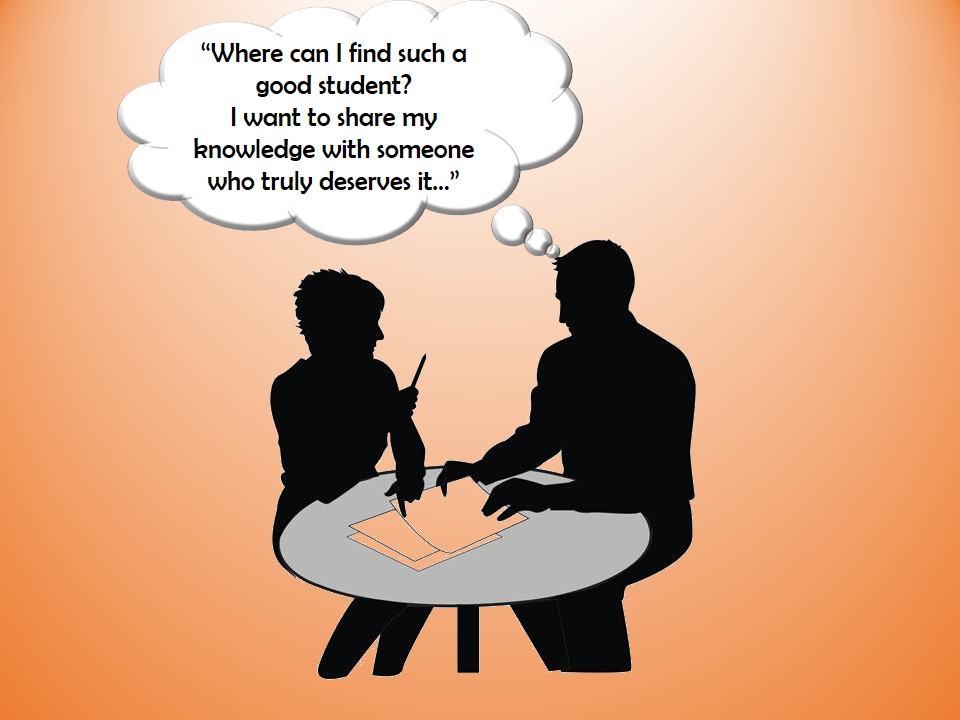 “Where can I find such a
good student?
I want to share my
knowledge with someone
who truly deserves it...”